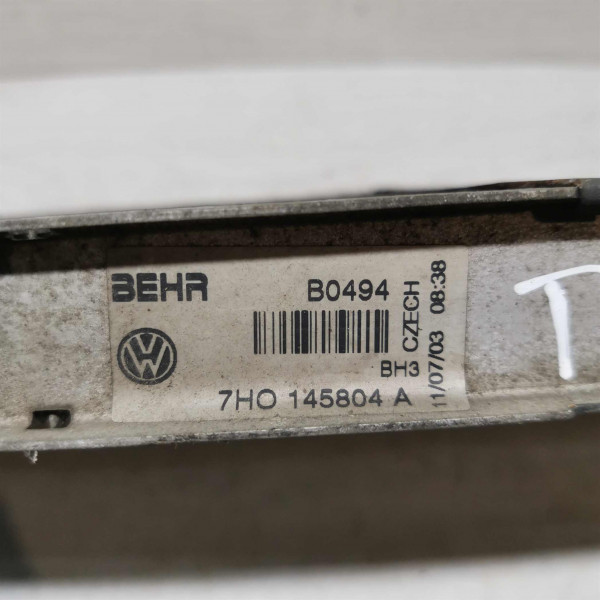 BEHR B0494
CZECH
11/07/03 08:38
BH3
7HO 145804 A
T